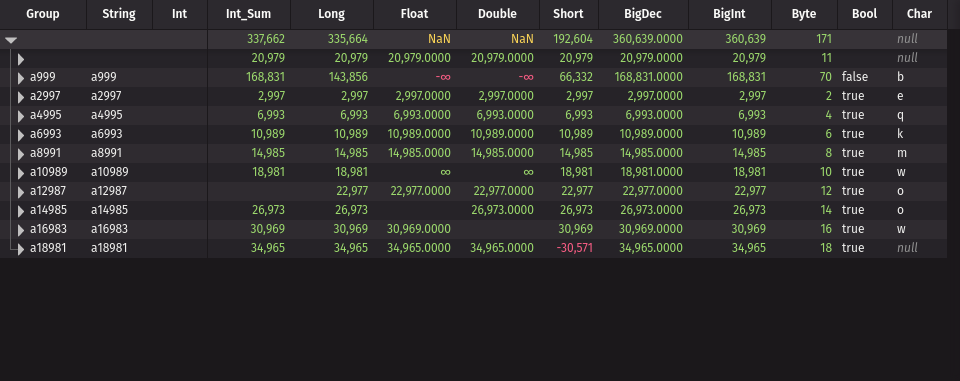 Group String Int Int_Sum Long Float Double Short BigDec BigInt Byte Bool Char
337,662 335,664 NaN NaN 192,604 360,639.0000 360,639 171 null
20,979 20,979 20,979.0000 20,979.0000 20,979 20,979.0000 20,979 11 null
a999 a999 168,831 143,856 -∞ -∞ 66,332 168,831.0000 168,831 70 false b
a2997 a2997 2,997 2,997 2,997.0000 2,997.0000 2,997 2,997.0000 2,997 2 true e
a4995 a4995 6,993 6,993 6,993.0000 6,993.0000 6,993 6,993.0000 6,993 4 true q
a6993 a6993 10,989 10,989 10,989.0000 10,989.0000 10,989 10,989.0000 10,989 6 true k
a8991 a8991 14,985 14,985 14,985.0000 14,985.0000 14,985 14,985.0000 14,985 8 true m
a10989 a10989 18,981 18,981 ∞ ∞ 18,981 18,981.0000 18,981 10 true w
a12987 a12987 22,977 22,977.0000 22,977.0000 22,977 22,977.0000 22,977 12 true o
a14985 a14985 26,973 26,973 26,973.0000 26,973 26,973.0000 26,973 14 true o
a16983 a16983 30,969 30,969 30,969.0000 30,969 30,969.0000 30,969 16 true w
a18981 a18981 34,965 34,965 34,965.0000 34,965.0000 -30,571 34,965.0000 34,965 18 true null